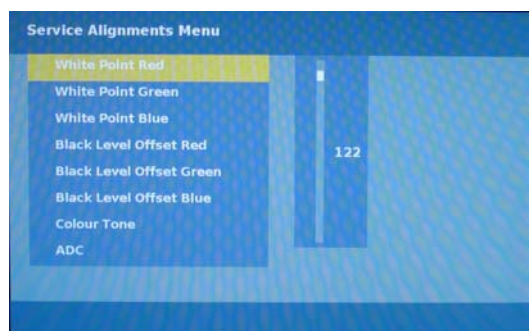 Service Alignments Menu
White Point Red
White Point Green
White Point Blue
Black Level Offset Red
122
Black Level Offset Green
Black Level Offset Blue
Colour Tone
ADC